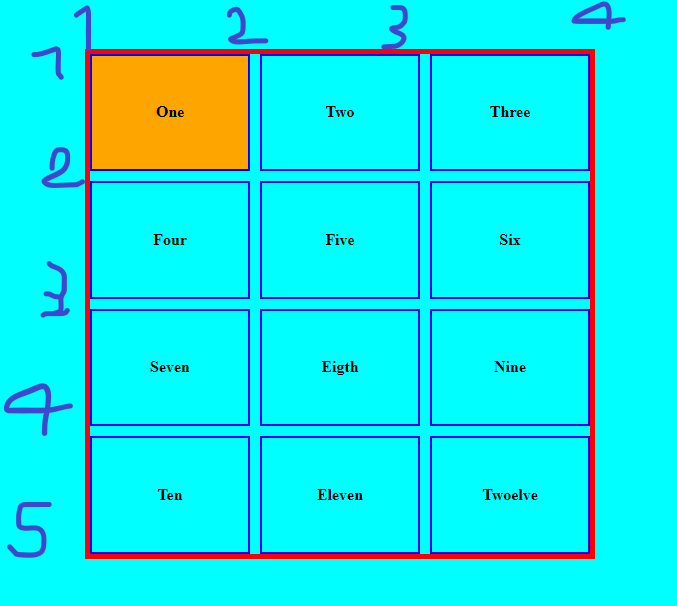 1 2 3 4
1
One Two Three
2
Four Five Six
3
Seven Eigth Nine
4
Ten Eleven Twoelve
5